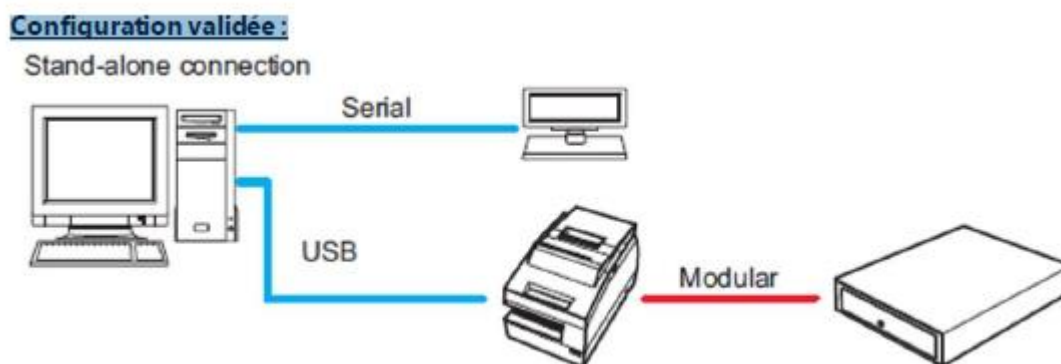 Configuration validée :
Stand-alone connection
Serial
USB
Modular